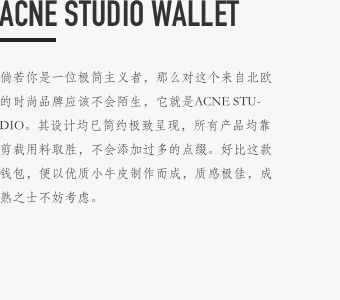 ACNE STUDIO WALLET
倘若你是一位极简主义者，那么对这个来自北欧
的时尚品牌应该不会陌生，它就是ACNE STU-
DIO。其设计均已简约极致呈现，所有产品均靠
剪裁用料取胜，不会添加过多的点缀。好比这款
钱包，便以优质小牛皮制作而成，质感极佳，成
熟之士不妨考虑。